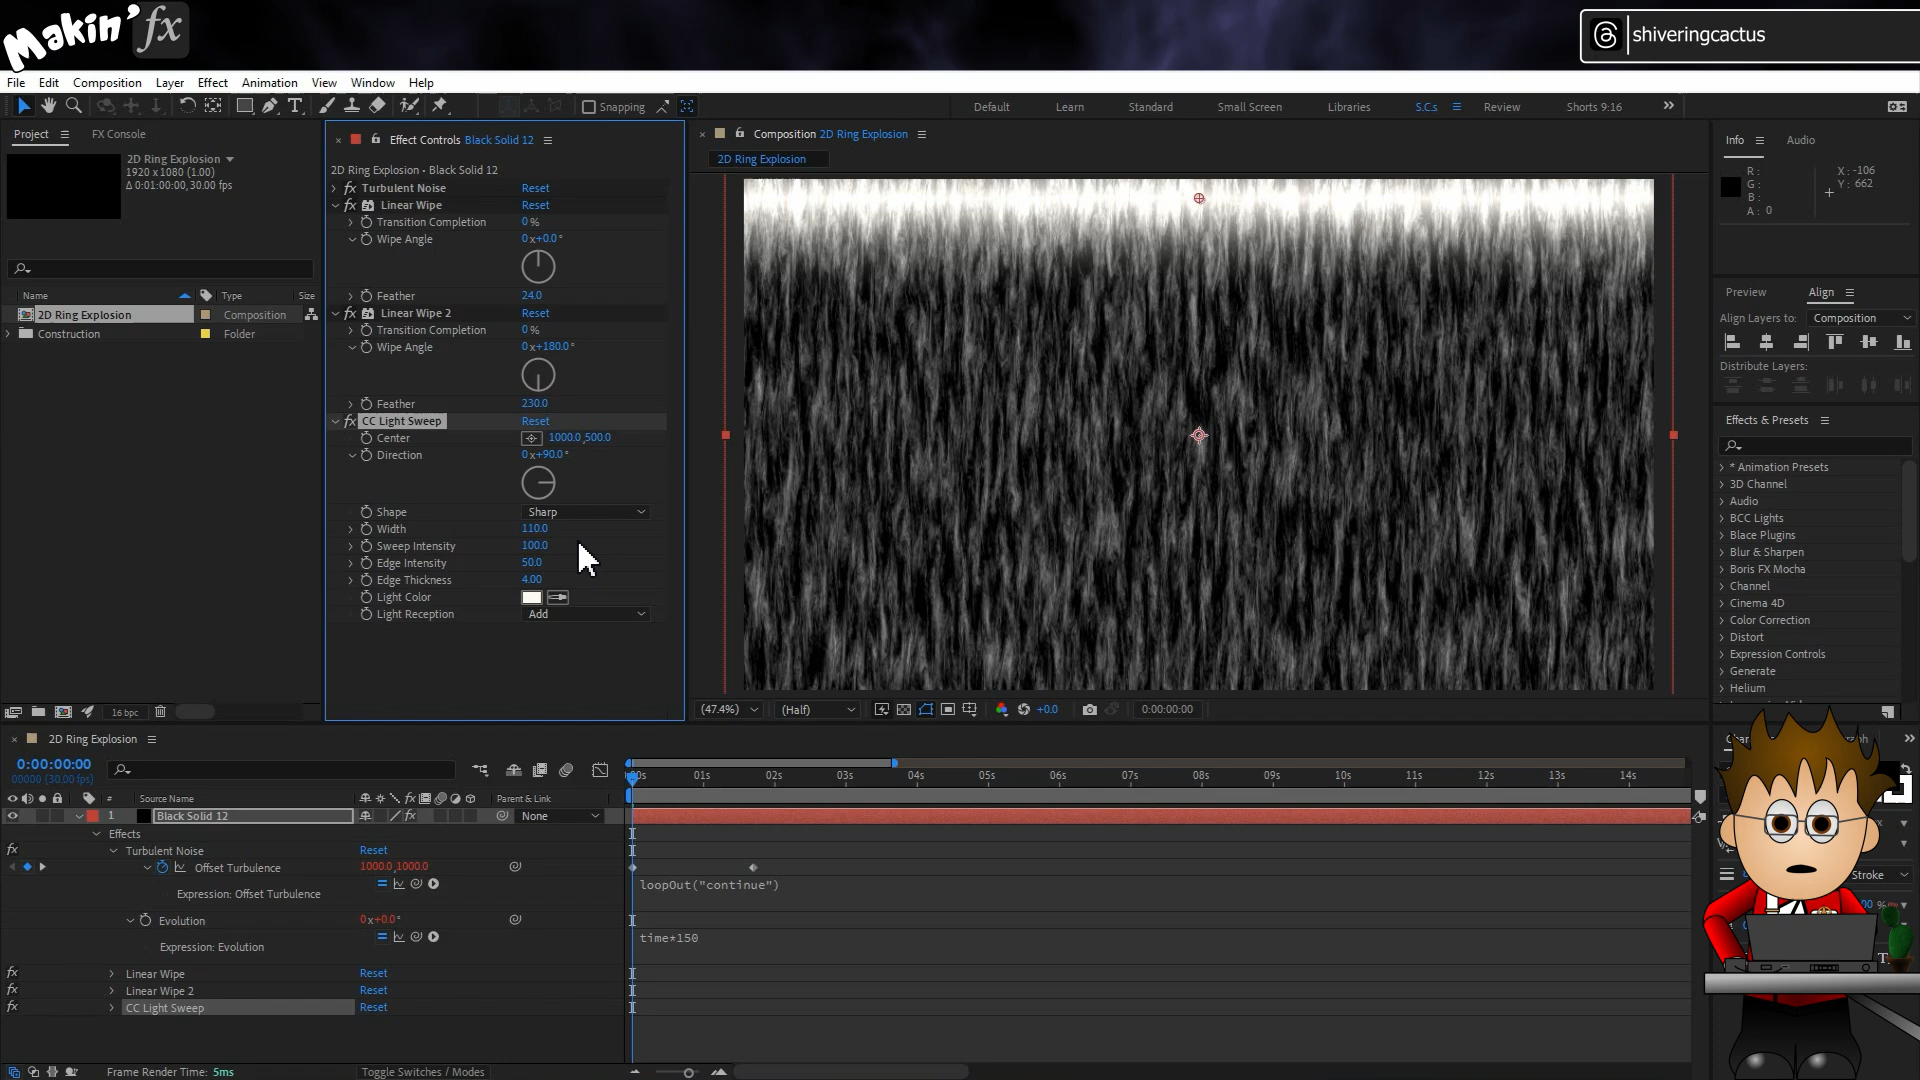 Makin' fx
shiveringcactus
File Edit Composition Layer Effect Animation View Window Help
Snapping
Default Learn Standard Small Screen Libraries S.C.s Review Shorts 9:16
Project FX Console
2D Ring Explosion
1920 x 1080 (1.00)
Δ 0:01:00:00, 30.00 fps
Name Type Size
2D Ring Explosion Composition
Construction Folder
16 bpc
Effect Controls Black Solid 12
2D Ring Explosion • Black Solid 12
fx Turbulent Noise Reset
fx Linear Wipe Reset
Transition Completion 0 %
Wipe Angle 0 x+0.0 °
Feather 24.0
fx Linear Wipe 2 Reset
Transition Completion 0 %
Wipe Angle 0 x+180.0 °
Feather 230.0
fx CC Light Sweep Reset
Center 1000.0,500.0
Direction 0 x+90.0 °
Shape Sharp
Width 110.0
Sweep Intensity 100.0
Edge Intensity 50.0
Edge Thickness 4.00
Light Color
Light Reception Add
Composition 2D Ring Explosion
2D Ring Explosion
(47.4%) (Half) +0.0 0:00:00:00
Info Audio
R :
G :
B :
A : 0
X : -106
Y : 662
Preview Align
Align Layers to: Composition
Distribute Layers:
Effects & Presets
* Animation Presets
3D Channel
Audio
BCC Lights
Blace Plugins
Blur & Sharpen
Boris FX Mocha
Channel
Cinema 4D
Color Correction
Distort
Expression Controls
Generate
Helium
Stroke
2D Ring Explosion
0:00:00:00
00000 (30.00 fps)
01s 02s 03s 04s 05s 06s 07s 08s 09s 10s 11s 12s 13s 14s
# Source Name fx Parent & Link
1 Black Solid 12 fx None
Effects
fx Turbulent Noise Reset
Offset Turbulence 1000.0,1000.0
Expression: Offset Turbulence
loopOut("continue")
Evolution 0 x+0.0 °
Expression: Evolution
time*150
fx Linear Wipe Reset
fx Linear Wipe 2 Reset
fx CC Light Sweep Reset
Frame Render Time: 5ms Toggle Switches / Modes